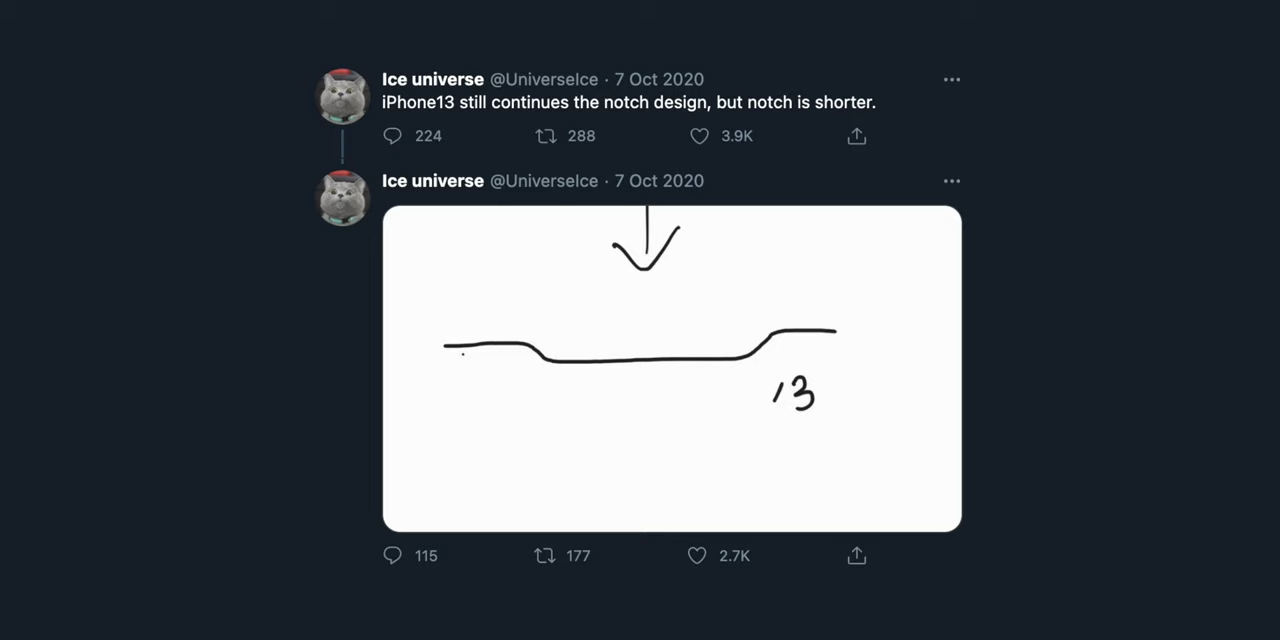 Ice universe @UniverseIce · 7 Oct 2020
iPhone13 still continues the notch design, but notch is shorter.
224 288 3.9K
Ice universe @UniverseIce · 7 Oct 2020
13
115 177 2.7K